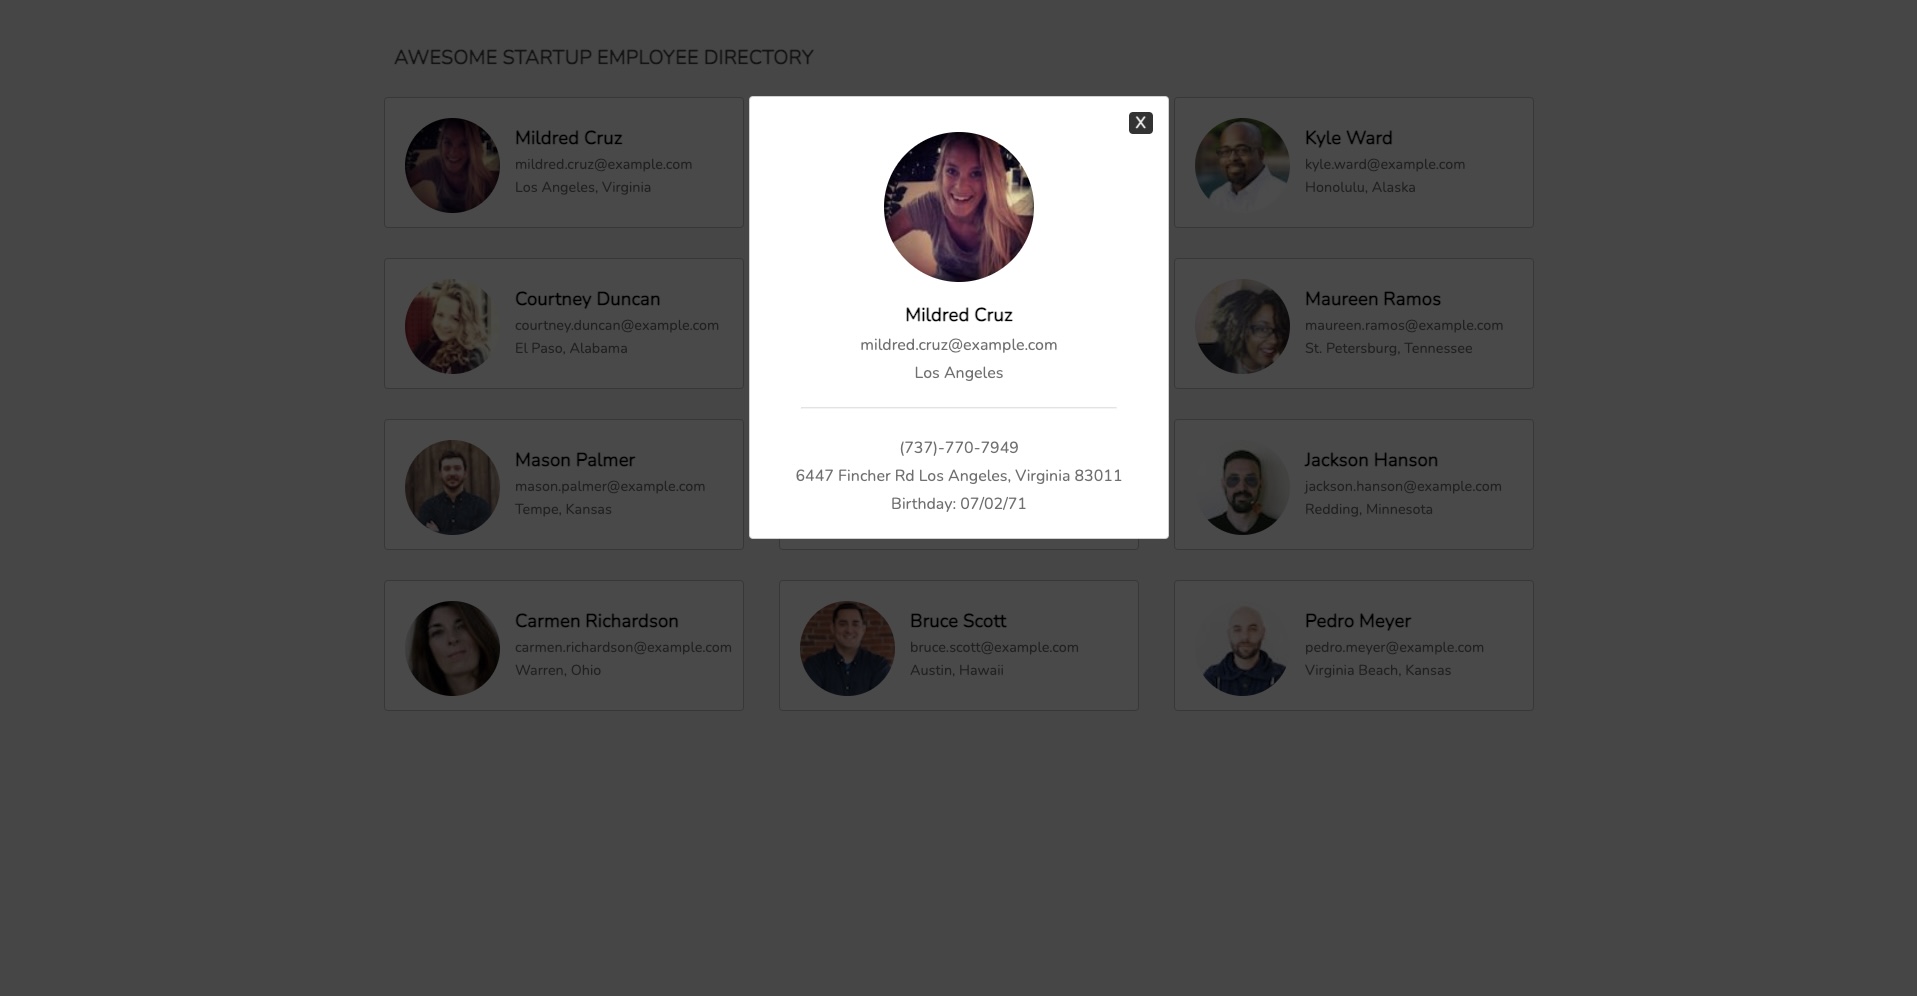 AWESOME STARTUP EMPLOYEE DIRECTORY
Mildred Cruz
mildred.cruz@example.com
Los Angeles, Virginia
X
Mildred Cruz
mildred.cruz@example.com
Los Angeles
(737)-770-7949
6447 Fincher Rd Los Angeles, Virginia 83011
Birthday: 07/02/71
Kyle Ward
kyle.ward@example.com
Honolulu, Alaska
Courtney Duncan
courtney.duncan@example.com
El Paso, Alabama
Maureen Ramos
maureen.ramos@example.com
St. Petersburg, Tennessee
Mason Palmer
mason.palmer@example.com
Tempe, Kansas
Jackson Hanson
jackson.hanson@example.com
Redding, Minnesota
Carmen Richardson
carmen.richardson@example.com
Warren, Ohio
Bruce Scott
bruce.scott@example.com
Austin, Hawaii
Pedro Meyer
pedro.meyer@example.com
Virginia Beach, Kansas